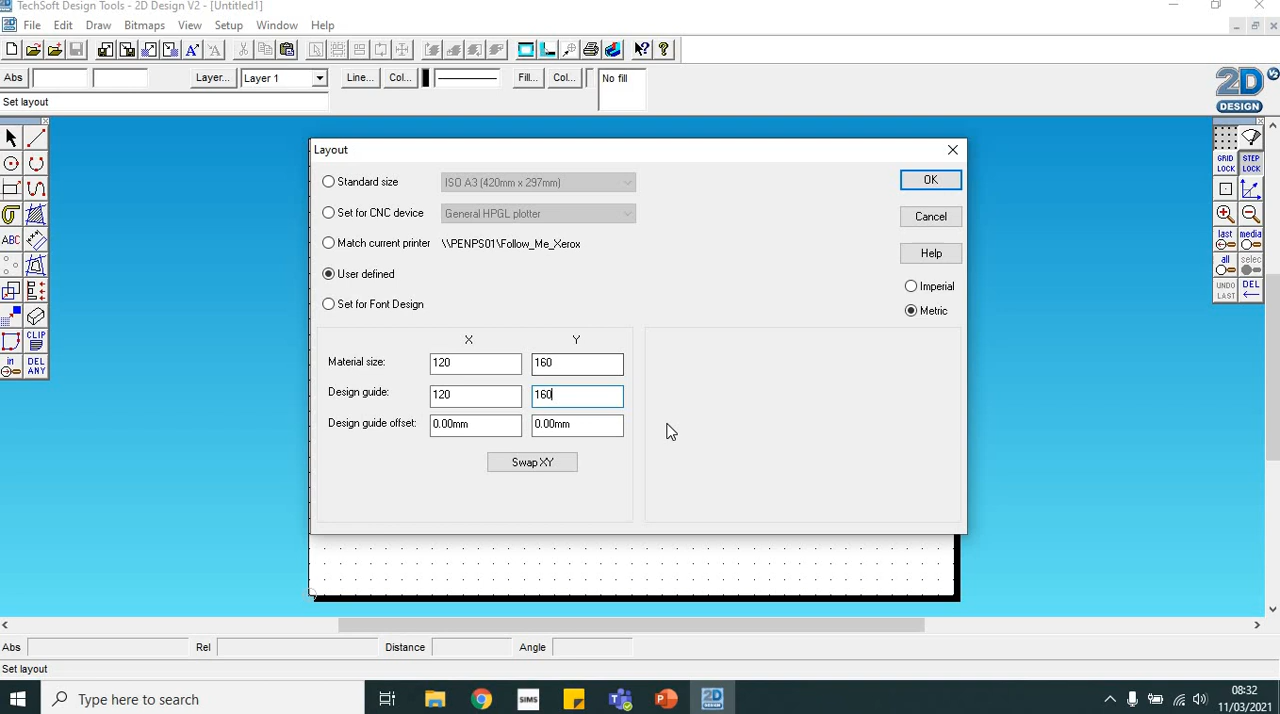 TechSoft Design Tools - 2D Design V2 - [Untitled1]
File Edit Draw Bitmaps View Setup Window Help
Abs Layer... Layer 1 Line... Col... Fill... Col... No fill
2D V2
DESIGN
Set layout
Layout
Standard size ISO A3 (420mm x 297mm) OK
Set for CNC device General HPGL plotter Cancel
Match current printer \\PENPS01\Follow_Me_Xerox Help
User defined Imperial
Set for Font Design Metric
X Y
Material size: 120 160
Design guide: 120 160
Design guide offset: 0.00mm 0.00mm
Swap XY
ABC
CLIP
in DEL
ANY
GRID STEP
LOCK LOCK
last media
all selec
UNDO DEL
LAST
Abs Rel Distance Angle
Set layout
Type here to search SIMS 2D DESIGN 08:32
11/03/2021